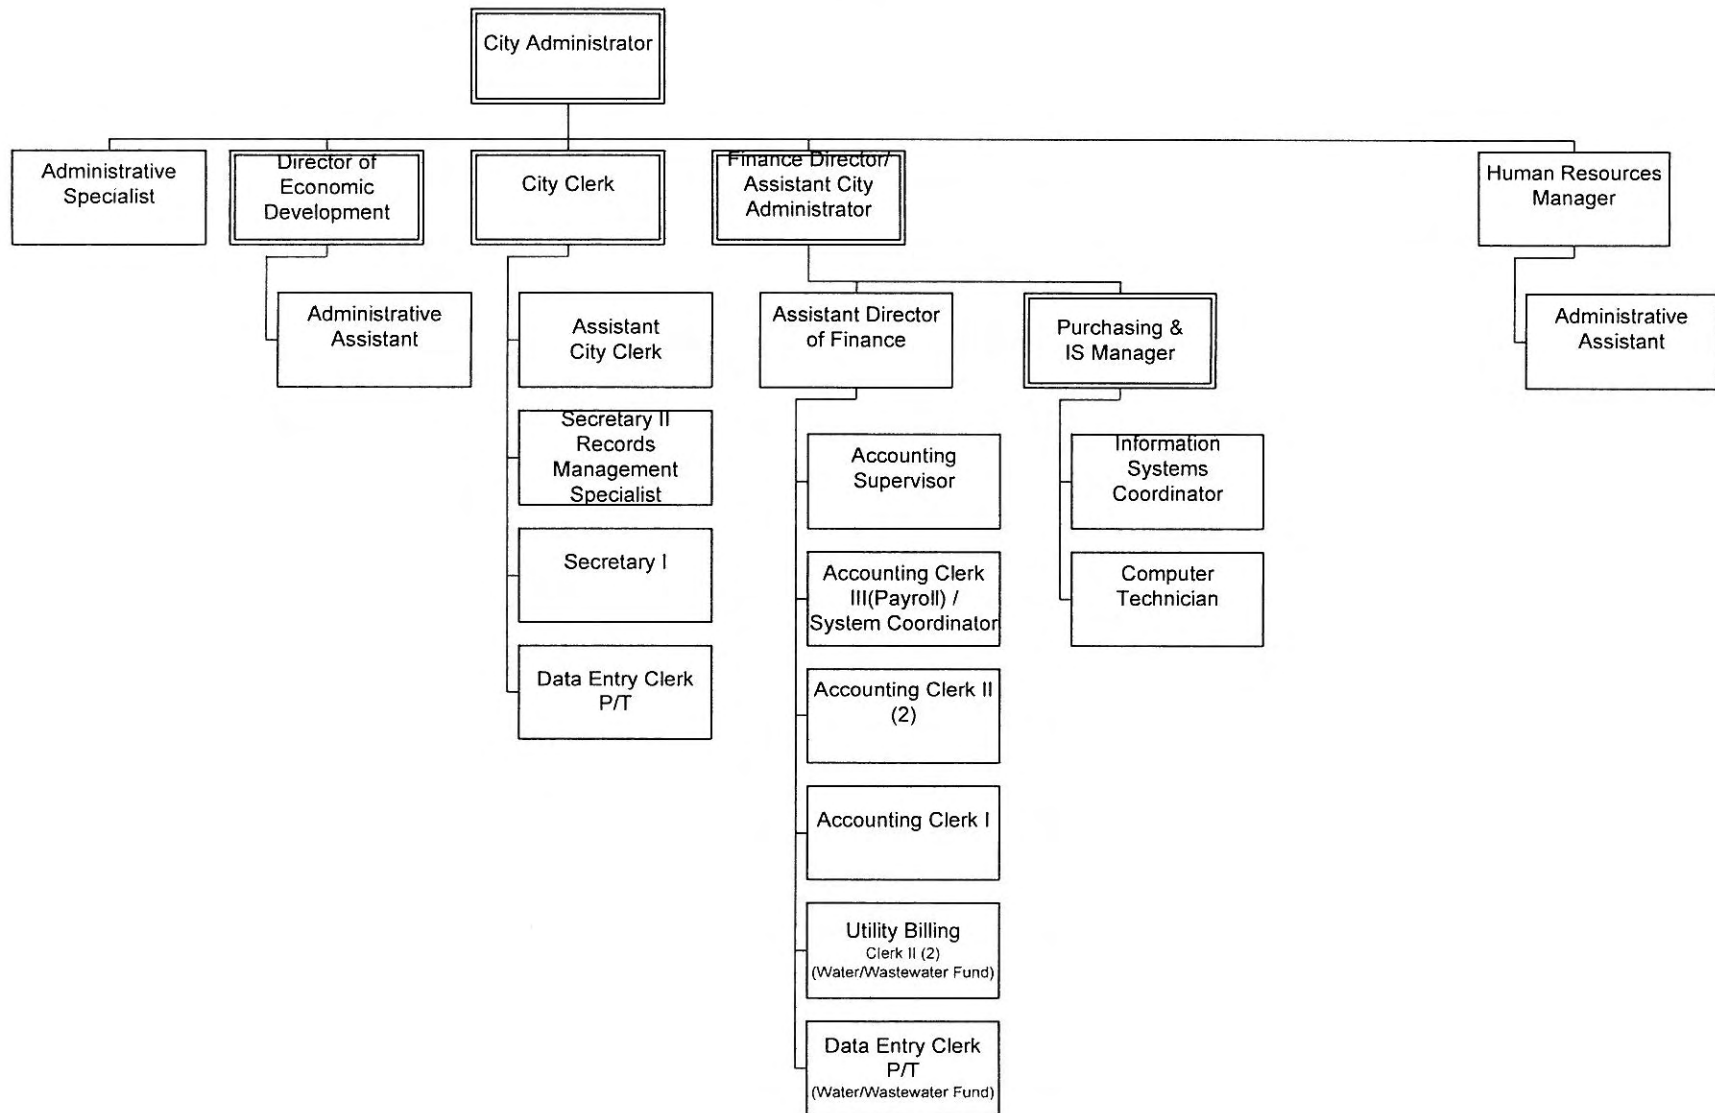 City Administrator
Administrative
Specialist
Director of
Economic
Development
City Clerk
Finance Director/
Assistant City
Administrator
Human Resources
Manager
Administrative
Assistant
Assistant
City Clerk
Secretary II
Records
Management
Specialist
Secretary I
Data Entry Clerk
P/T
Assistant Director
of Finance
Accounting
Supervisor
Accounting Clerk
III(Payroll) /
System Coordinator
Accounting Clerk II
(2)
Accounting Clerk I
Utility Billing
Clerk II (2)
(Water/Wastewater Fund)
Data Entry Clerk
P/T
(Water/Wastewater Fund)
Purchasing &
IS Manager
Information
Systems
Coordinator
Computer
Technician
Administrative
Assistant